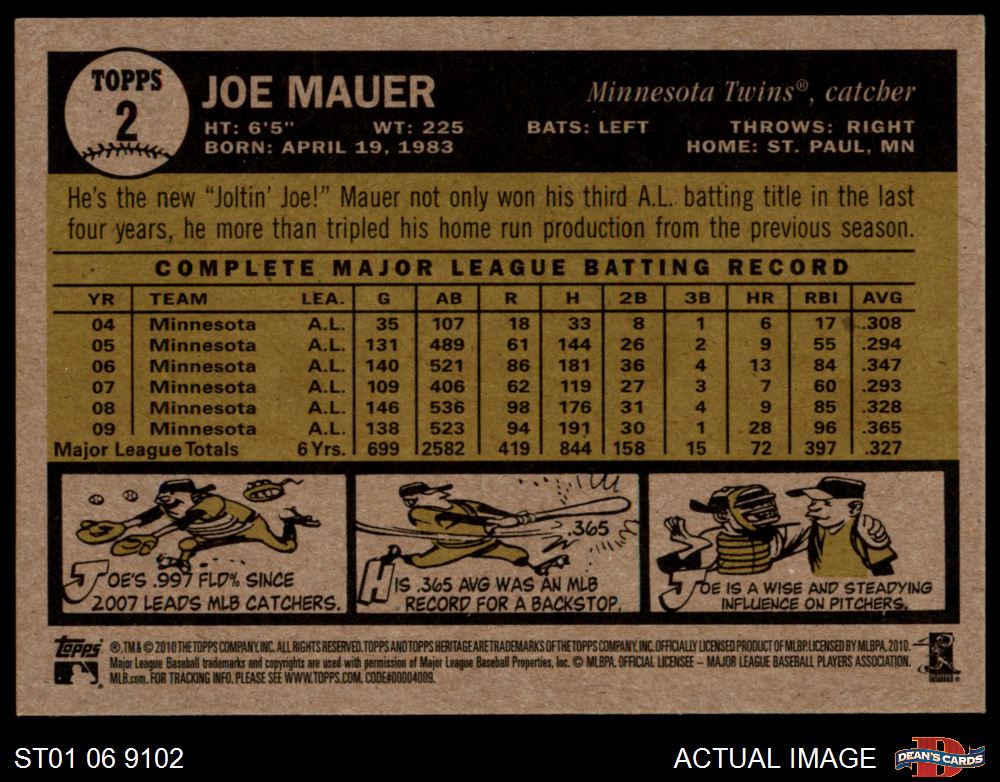 TOPPS
2
JOE MAUER
Minnesota Twins®, catcher
HT: 6'5" WT: 225 BATS: LEFT THROWS: RIGHT
BORN: APRIL 19, 1983 HOME: ST. PAUL, MN
He's the new "Joltin' Joe!" Mauer not only won his third A.L. batting title in the last
four years, he more than tripled his home run production from the previous season.
COMPLETE MAJOR LEAGUE BATTING RECORD
YR TEAM LEA. G AB R H 2B 3B HR RBI AVG
04 Minnesota A.L. 35 107 18 33 8 1 6 17 .308
05 Minnesota A.L. 131 489 61 144 26 2 9 55 .294
06 Minnesota A.L. 140 521 86 181 36 4 13 84 .347
07 Minnesota A.L. 109 406 62 119 27 3 7 60 .293
08 Minnesota A.L. 146 536 98 176 31 4 9 85 .328
09 Minnesota A.L. 138 523 94 191 30 1 28 96 .365
Major League Totals 6 Yrs. 699 2582 419 844 158 15 72 397 .327
JOE'S .997 FLD% SINCE
2007 LEADS MLB CATCHERS.
.365
HIS .365 AVG WAS AN MLB
RECORD FOR A BACKSTOP.
JOE IS A WISE AND STEADYING
INFLUENCE ON PITCHERS.
Topps ®,TM & © 2010 THE TOPPS COMPANY, INC. ALL RIGHTS RESERVED. TOPPS AND TOPPS HERITAGE ARE TRADEMARKS OF THE TOPPS COMPANY, INC. OFFICIALLY LICENSED PRODUCT OF MLBP. LICENSED BY MLBPA, 2010.
Major League Baseball trademarks and copyrights are used with permission of Major League Baseball Properties, Inc. © MLBPA. OFFICIAL LICENSEE – MAJOR LEAGUE BASEBALL PLAYERS ASSOCIATION.
MLB.com. FOR TRACKING INFO. PLEASE SEE WWW.TOPPS.COM. CODE#00004009.
ST01 06 9102
ACTUAL IMAGE
D
DEAN'S CARDS